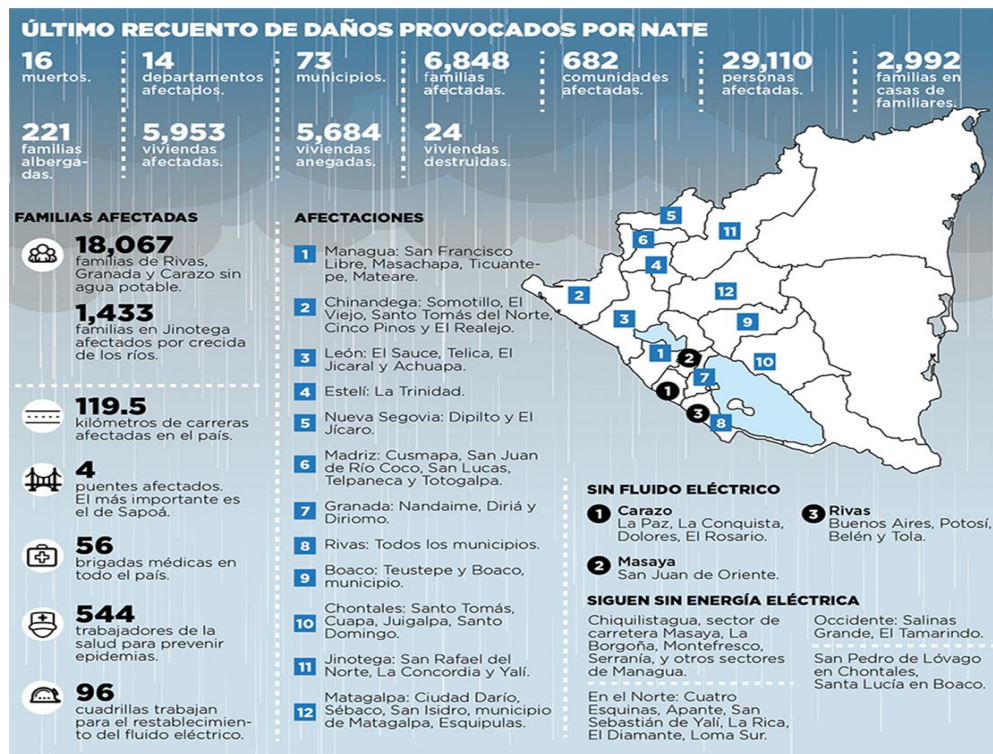 ÚLTIMO RECUENTO DE DAÑOS PROVOCADOS POR NATE
16
muertos.
14
departamentos
afectados.
73
municipios.
6,848
familias
afectadas.
682
comunidades
afectadas.
29,110
personas
afectadas.
2,992
familias en
casas de
familiares.
221
familias
alberga-
das.
5,953
viviendas
afectadas.
5,684
viviendas
anegadas.
24
viviendas
destruidas.
FAMILIAS AFECTADAS
18,067
familias de Rivas,
Granada y Carazo sin
agua potable.
1,433
familias en Jinotega
afectados por crecida
de los ríos.
119.5
kilómetros de carreras
afectadas en el país.
4
puentes afectados.
El más importante es
el de Sapoá.
56
brigadas médicas en
todo el país.
544
trabajadores de la
salud para prevenir
epidemias.
96
cuadrillas trabajan
para el restablecimien-
to del fluido eléctrico.
AFECTACIONES
1 Managua: San Francisco
Libre, Masachapa, Ticuante-
pe, Mateare.
2 Chinandega: Somotillo, El
Viejo, Santo Tomás del Norte,
Cinco Pinos y El Realejo.
3 León: El Sauce, Telica, El
Jicaral y Achuapa.
4 Estelí: La Trinidad.
5 Nueva Segovia: Dipilto y El
Jícaro.
6 Madriz: Cusmapa, San Juan
de Río Coco, San Lucas,
Telpaneca y Totogalpa.
7 Granada: Nandaime, Diriá y
Diriomo.
8 Rivas: Todos los municipios.
9 Boaco: Teustepe y Boaco,
municipio.
10 Chontales: Santo Tomás,
Cuapa, Juigalpa, Santo
Domingo.
11 Jinotega: San Rafael del
Norte, La Concordia y Yalí.
12 Matagalpa: Ciudad Darío,
Sébaco, San Isidro, municipio
de Matagalpa, Esquipulas.
5
11
6
4
2
12
3
9
1
2
10
7
1
3
8
SIN FLUIDO ELÉCTRICO
1 Carazo
La Paz, La Conquista,
Dolores, El Rosario.
2 Masaya
San Juan de Oriente.
3 Rivas
Buenos Aires, Potosí,
Belén y Tola.
SIGUEN SIN ENERGÍA ELÉCTRICA
Chiquilistagua, sector de
carretera Masaya, La
Borgoña, Montefresco,
Serranía, y otros sectores
de Managua.
En el Norte: Cuatro
Esquinas, Apante, San
Sebastián de Yalí, La Rica,
El Diamante, Loma Sur.
Occidente: Salinas
Grande, El Tamarindo.
San Pedro de Lóvago
en Chontales,
Santa Lucía en Boaco.